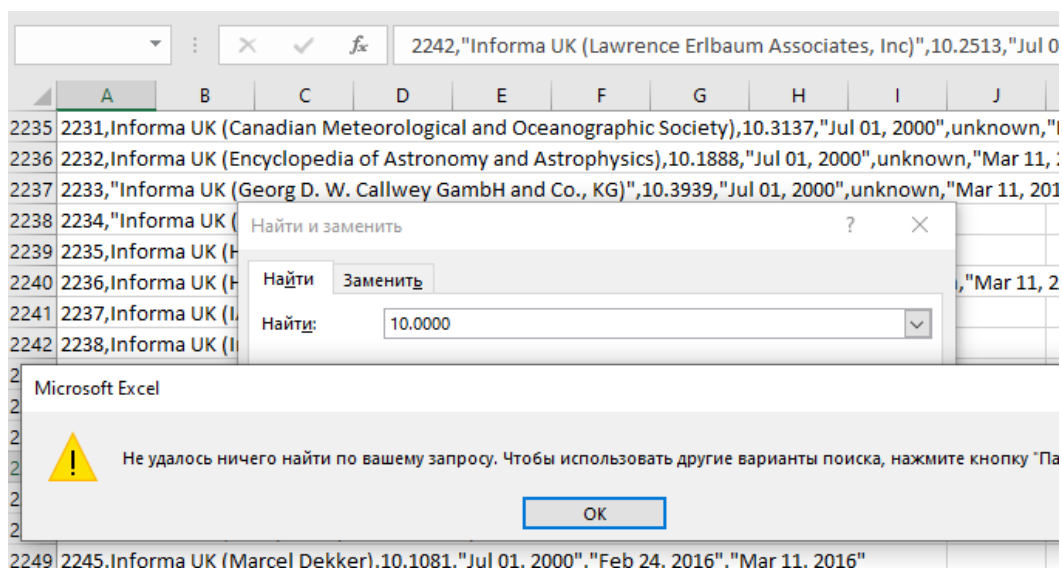 fx 2242,"Informa UK (Lawrence Erlbaum Associates, Inc)",10.2513,"Jul 0
A B C D E F G H I J
2235 2231,Informa UK (Canadian Meteorological and Oceanographic Society),10.3137,"Jul 01, 2000",unknown,"
2236 2232,Informa UK (Encyclopedia of Astronomy and Astrophysics),10.1888,"Jul 01, 2000",unknown,"Mar 11,
2237 2233,"Informa UK (Georg D. W. Callwey GambH and Co., KG)",10.3939,"Jul 01, 2000",unknown,"Mar 11, 201
2238 2234,"Informa UK (
Найти и заменить ?
2239 2235,Informa UK (H
2240 2236,Informa UK (H
Найти Заменить
,"Mar 11, 2
2241 2237,Informa UK (I
Найти: 10.0000
2242 2238,Informa UK (I
Microsoft Excel
Не удалось ничего найти по вашему запросу. Чтобы использовать другие варианты поиска, нажмите кнопку "Па
OK
2249 2245,Informa UK (Marcel Dekker),10.1081,"Jul 01, 2000","Feb 24, 2016","Mar 11, 2016"